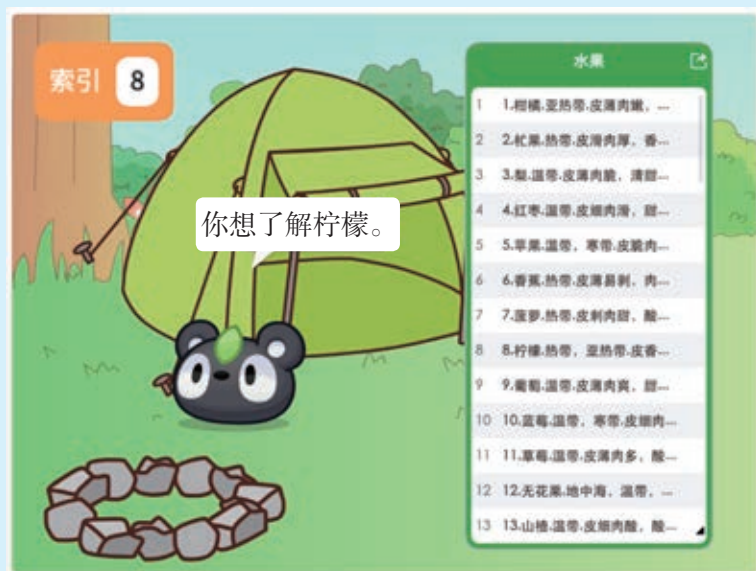 索引 8
水果
你想了解柠檬。
1 1.柑橘.亚热带.皮薄肉嫩，...
2 2.杧果.热带.皮滑肉厚，香...
3 3.梨.温带.皮薄肉脆，清甜...
4 4.红枣.温带.皮细肉滑，甜...
5 5.苹果.温带，寒带.皮脆肉...
6 6.香蕉.热带.皮薄易剥，肉...
7 7.菠萝.热带.皮刺肉甜，酸...
8 8.柠檬.热带，亚热带.皮香...
9 9.葡萄.温带.皮薄肉爽，甜...
10 10.蓝莓.温带，寒带.皮细肉...
11 11.草莓.温带.皮薄肉多，酸...
12 12.无花果.地中海，温带，...
13 13.山楂.温带.皮细肉酸，酸...